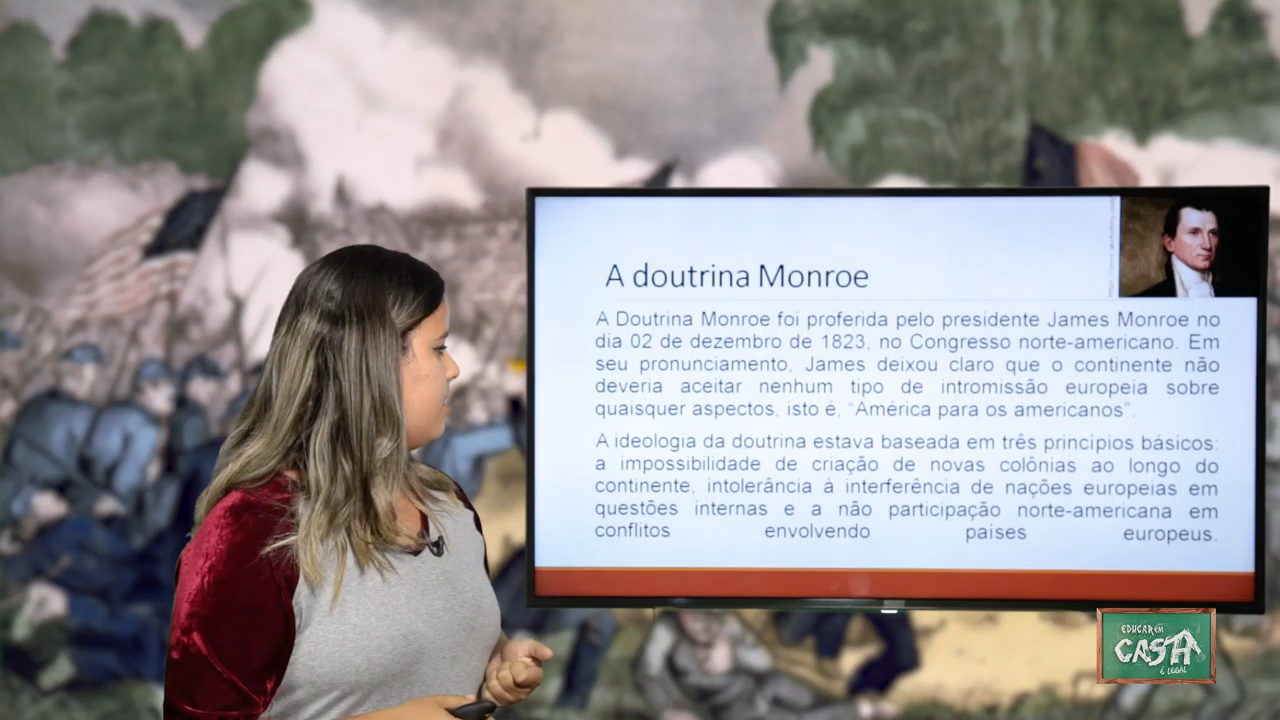 A doutrina Monroe
A Doutrina Monroe foi proferida pelo presidente James Monroe no
dia 02 de dezembro de 1823, no Congresso norte-americano. Em
seu pronunciamento, James deixou claro que o continente não
deveria aceitar nenhum tipo de intromissão europeia sobre
quaisquer aspectos, isto é, “América para os americanos”.
A ideologia da doutrina estava baseada em três princípios básicos:
a impossibilidade de criação de novas colônias ao longo do
continente, intolerância à interferência de nações europeias em
questões internas e a não participação norte-americana em
conflitos envolvendo países europeus.
EDUCAR EM
CASA
É LEGAL